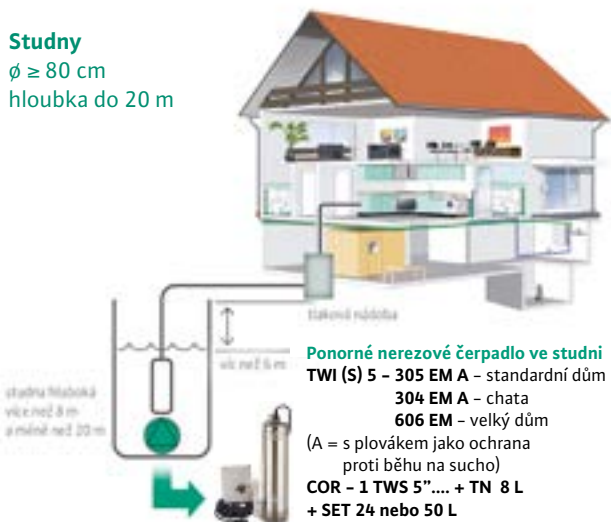 Studny
ø ≥ 80 cm
hloubka do 20 m
tlaková nádoba
víc než 6 m
studna hluboká
více než 8 m
a méně než 20 m
Ponorné nerezové čerpadlo ve studni
TWI (S) 5 – 305 EM A – standardní dům
304 EM A – chata
606 EM – velký dům
(A = s plovákem jako ochrana
proti běhu na sucho)
COR – 1 TWS 5”.... + TN 8 L
+ SET 24 nebo 50 L